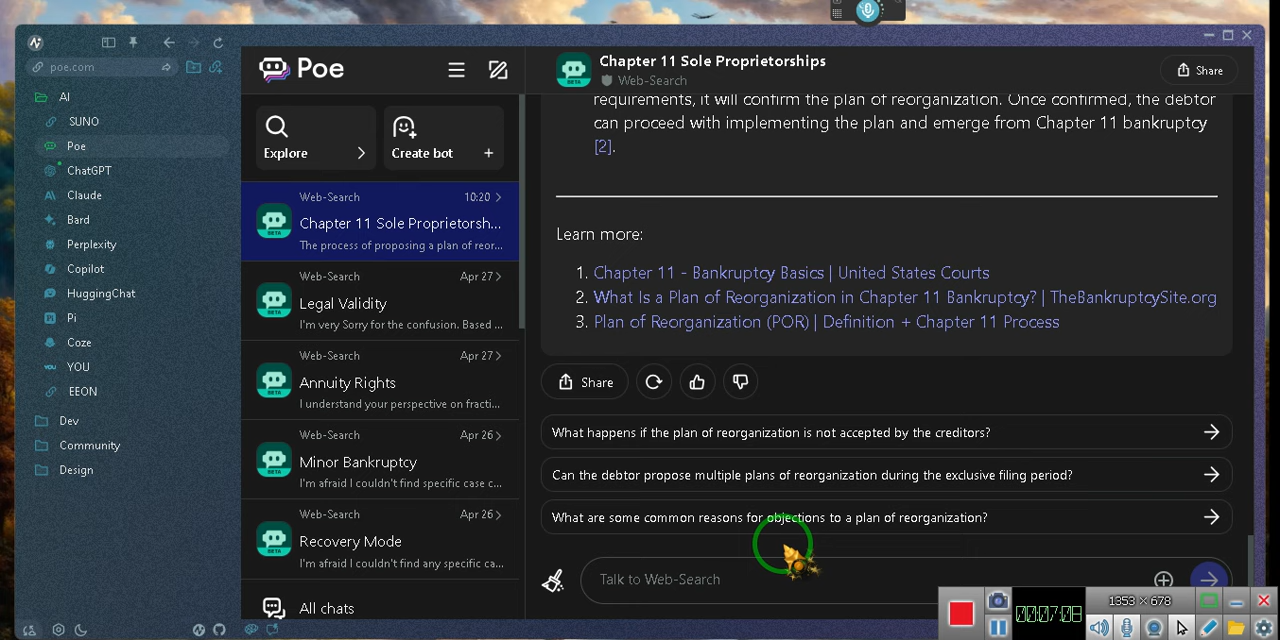 poe.com
AI
SUNO
Poe
ChatGPT
Claude
Bard
Perplexity
Copilot
HuggingChat
Pi
Coze
YOU
EEON
Dev
Community
Design
Poe
Explore
Create bot
Web-Search
10:20
Chapter 11 Sole Proprietorsh...
The process of proposing a plan of reor...
Web-Search
Apr 27
Legal Validity
I'm very Sorry for the confusion. Based ...
Web-Search
Apr 27
Annuity Rights
I understand your perspective on fracti...
Web-Search
Apr 26
Minor Bankruptcy
I'm afraid I couldn't find specific case c...
Web-Search
Apr 26
Recovery Mode
I'm afraid I couldn't find any specific ca...
All chats
Chapter 11 Sole Proprietorships
Web-Search
Share
requirements, it will confirm the plan of reorganization. Once confirmed, the debtor
can proceed with implementing the plan and emerge from Chapter 11 bankruptcy
[2].
Learn more:
1. Chapter 11 - Bankruptcy Basics | United States Courts
2. What Is a Plan of Reorganization in Chapter 11 Bankruptcy? | TheBankruptcySite.org
3. Plan of Reorganization (POR) | Definition + Chapter 11 Process
Share
What happens if the plan of reorganization is not accepted by the creditors?
Can the debtor propose multiple plans of reorganization during the exclusive filing period?
What are some common reasons for objections to a plan of reorganization?
Talk to Web-Search
1353 × 678
00:07:08